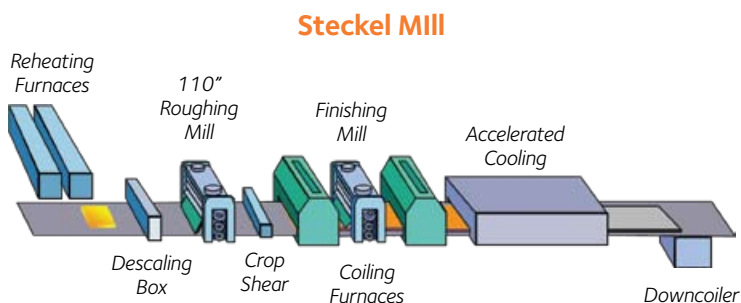 Steckel MIll
Reheating
Furnaces
110”
Roughing
Mill
Finishing
Mill
Accelerated
Cooling
Descaling
Box
Crop
Shear
Coiling
Furnaces
Downcoiler